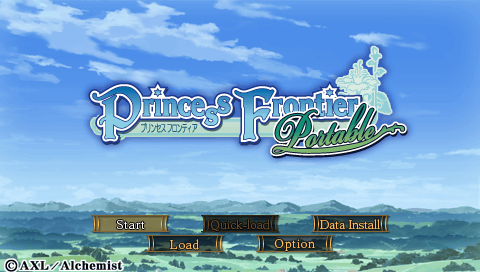 Princess Frontier
プリンセスフロンティア
Portable
Start
Quick-load
Data Install
Load
Option
© AXL／Alchemist